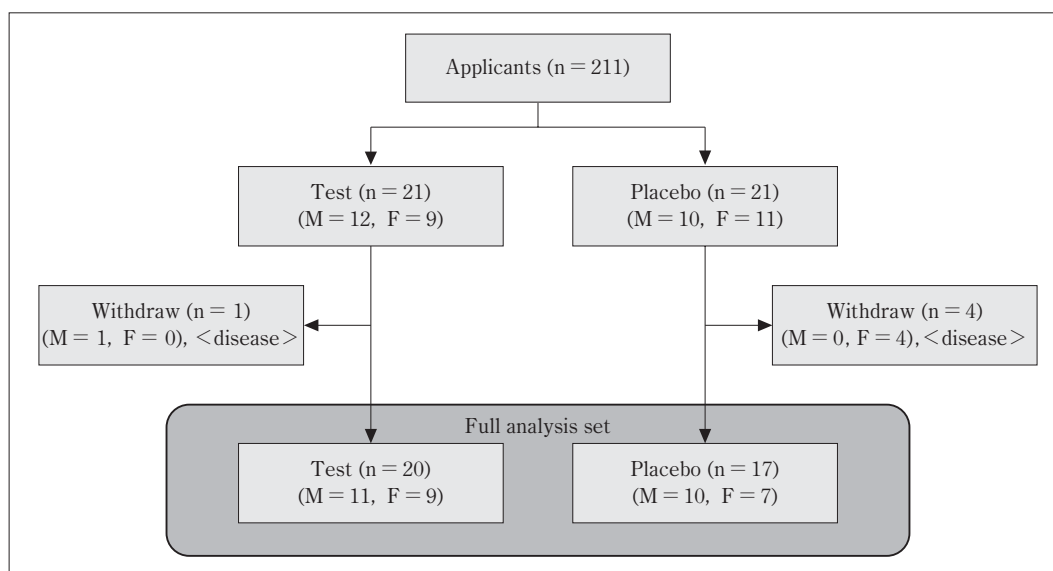 Applicants (n = 211)
Test (n = 21)
(M = 12, F = 9)
Placebo (n = 21)
(M = 10, F = 11)
Withdraw (n = 1)
(M = 1, F = 0), <disease>
Withdraw (n = 4)
(M = 0, F = 4), <disease>
Full analysis set
Test (n = 20)
(M = 11, F = 9)
Placebo (n = 17)
(M = 10, F = 7)